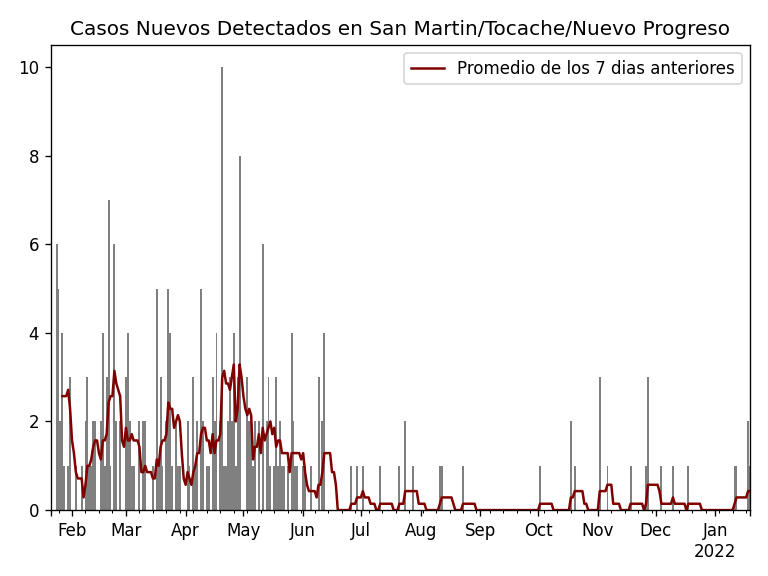 Casos Nuevos Detectados en San Martin/Tocache/Nuevo Progreso
Promedio de los 7 dias anteriores
10
8
6
4
2
0
Feb Mar Apr May Jun Jul Aug Sep Oct Nov Dec Jan
2022